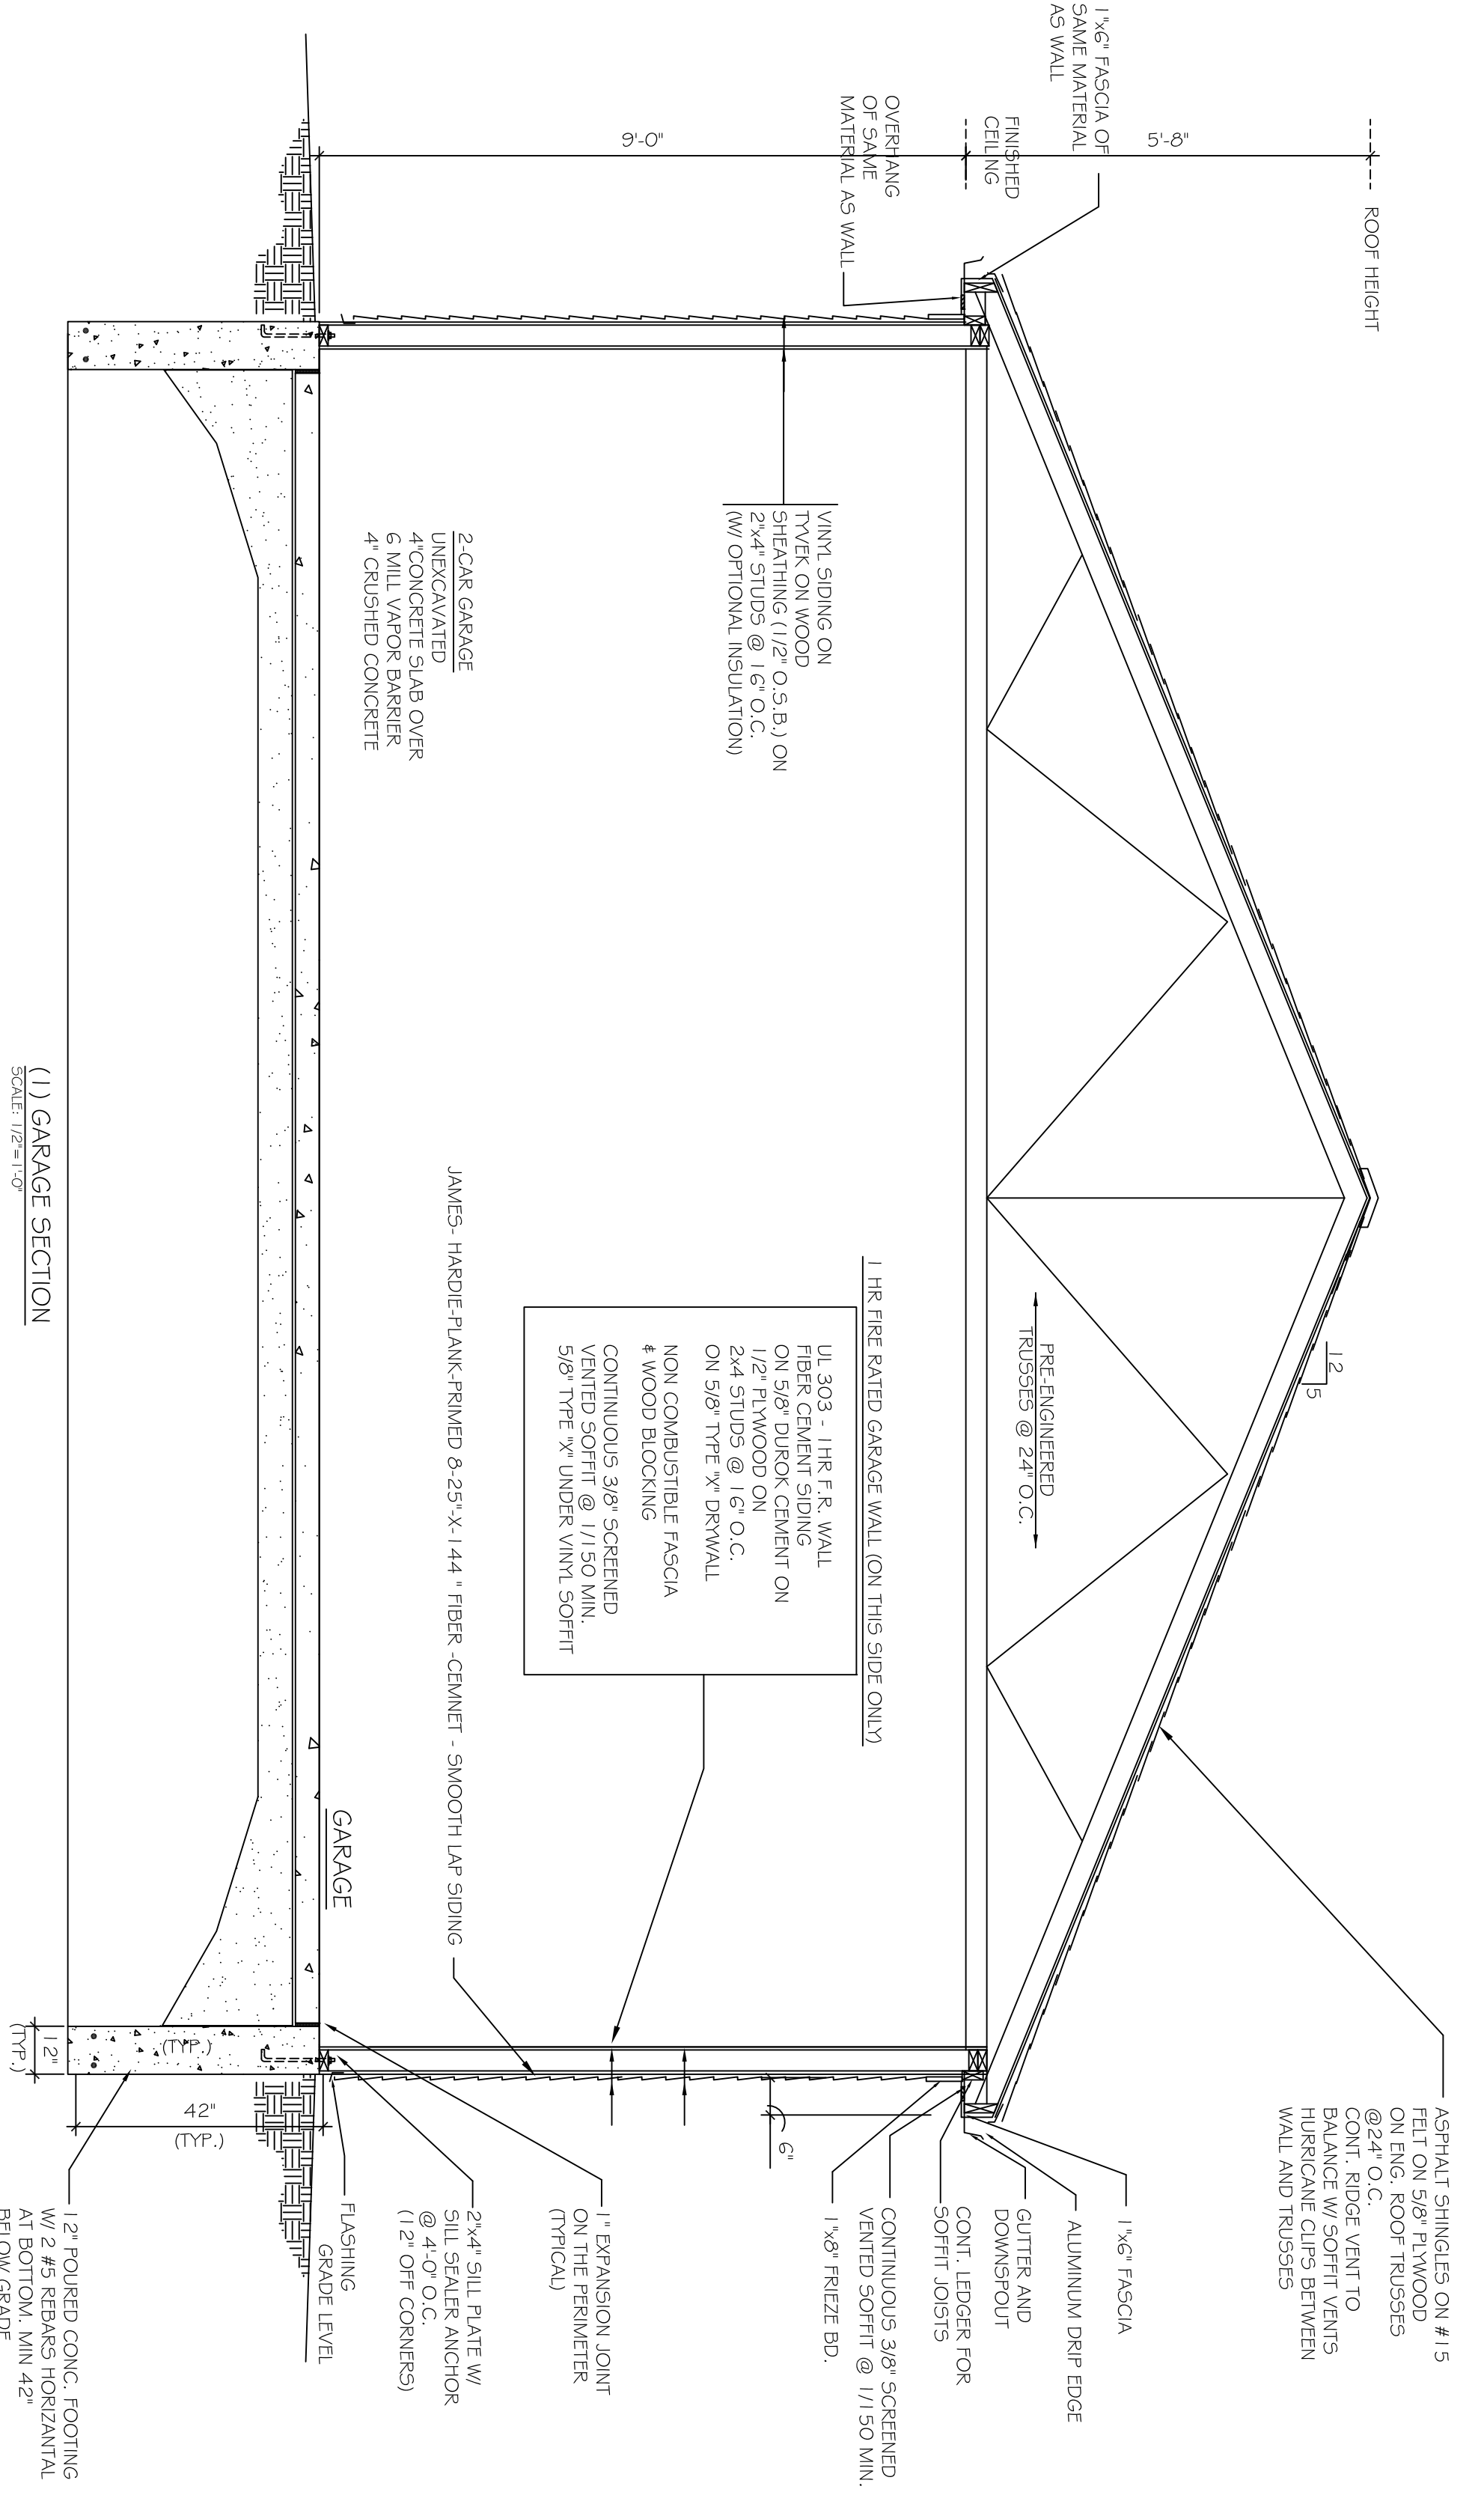 ROOF HEIGHT
5'-8"
1"x6" FASCIA OF
SAME MATERIAL
AS WALL
FINISHED
CEILING
9'-0"
OVERHANG
OF SAME
MATERIAL AS WALL
VINYL SIDING ON
TYVEK ON WOOD
SHEATHING (1/2" O.S.B.) ON
2"x4" STUDS @ 16" O.C.
(W/ OPTIONAL INSULATION)
2-CAR GARAGE
UNEXCAVATED
4"CONCRETE SLAB OVER
6 MILL VAPOR BARRIER
4" CRUSHED CONCRETE
12
5
PRE-ENGINEERED
TRUSSES @ 24" O.C.
1 HR FIRE RATED GARAGE WALL (ON THIS SIDE ONLY)
UL 303 - 1HR F.R. WALL
FIBER CEMENT SIDING
ON 5/8" DUROK CEMENT ON
1/2" PLYWOOD ON
2x4 STUDS @ 16" O.C.
ON 5/8" TYPE "X" DRYWALL
NON COMBUSTIBLE FASCIA
& WOOD BLOCKING
CONTINUOUS 3/8" SCREENED
VENTED SOFFIT @ 1/150 MIN.
5/8" TYPE "X" UNDER VINYL SOFFIT
JAMES- HARDIE-PLANK-PRIMED 8-25"-X-144 " FIBER -CEMNET - SMOOTH LAP SIDING
GARAGE
ASPHALT SHINGLES ON #15
FELT ON 5/8" PLYWOOD
ON ENG. ROOF TRUSSES
@24" O.C.
CONT. RIDGE VENT TO
BALANCE W/ SOFFIT VENTS
HURRICANE CLIPS BETWEEN
WALL AND TRUSSES
1"x6" FASCIA
ALUMINUM DRIP EDGE
GUTTER AND
DOWNSPOUT
CONT. LEDGER FOR
SOFFIT JOISTS
CONTINUOUS 3/8" SCREENED
VENTED SOFFIT @ 1/150 MIN.
1"x8" FRIEZE BD.
6"
1" EXPANSION JOINT
ON THE PERIMETER
(TYPICAL)
2"x4" SILL PLATE W/
SILL SEALER ANCHOR
@ 4'-0" O.C.
(12" OFF CORNERS)
FLASHING
GRADE LEVEL
42"
(TYP.)
(TYP.)
12"
(TYP.)
12" POURED CONC. FOOTING
W/ 2 #5 REBARS HORIZANTAL
AT BOTTOM. MIN 42"
BELOW GRADE
(1) GARAGE SECTION
SCALE: 1/2"=1'-0"